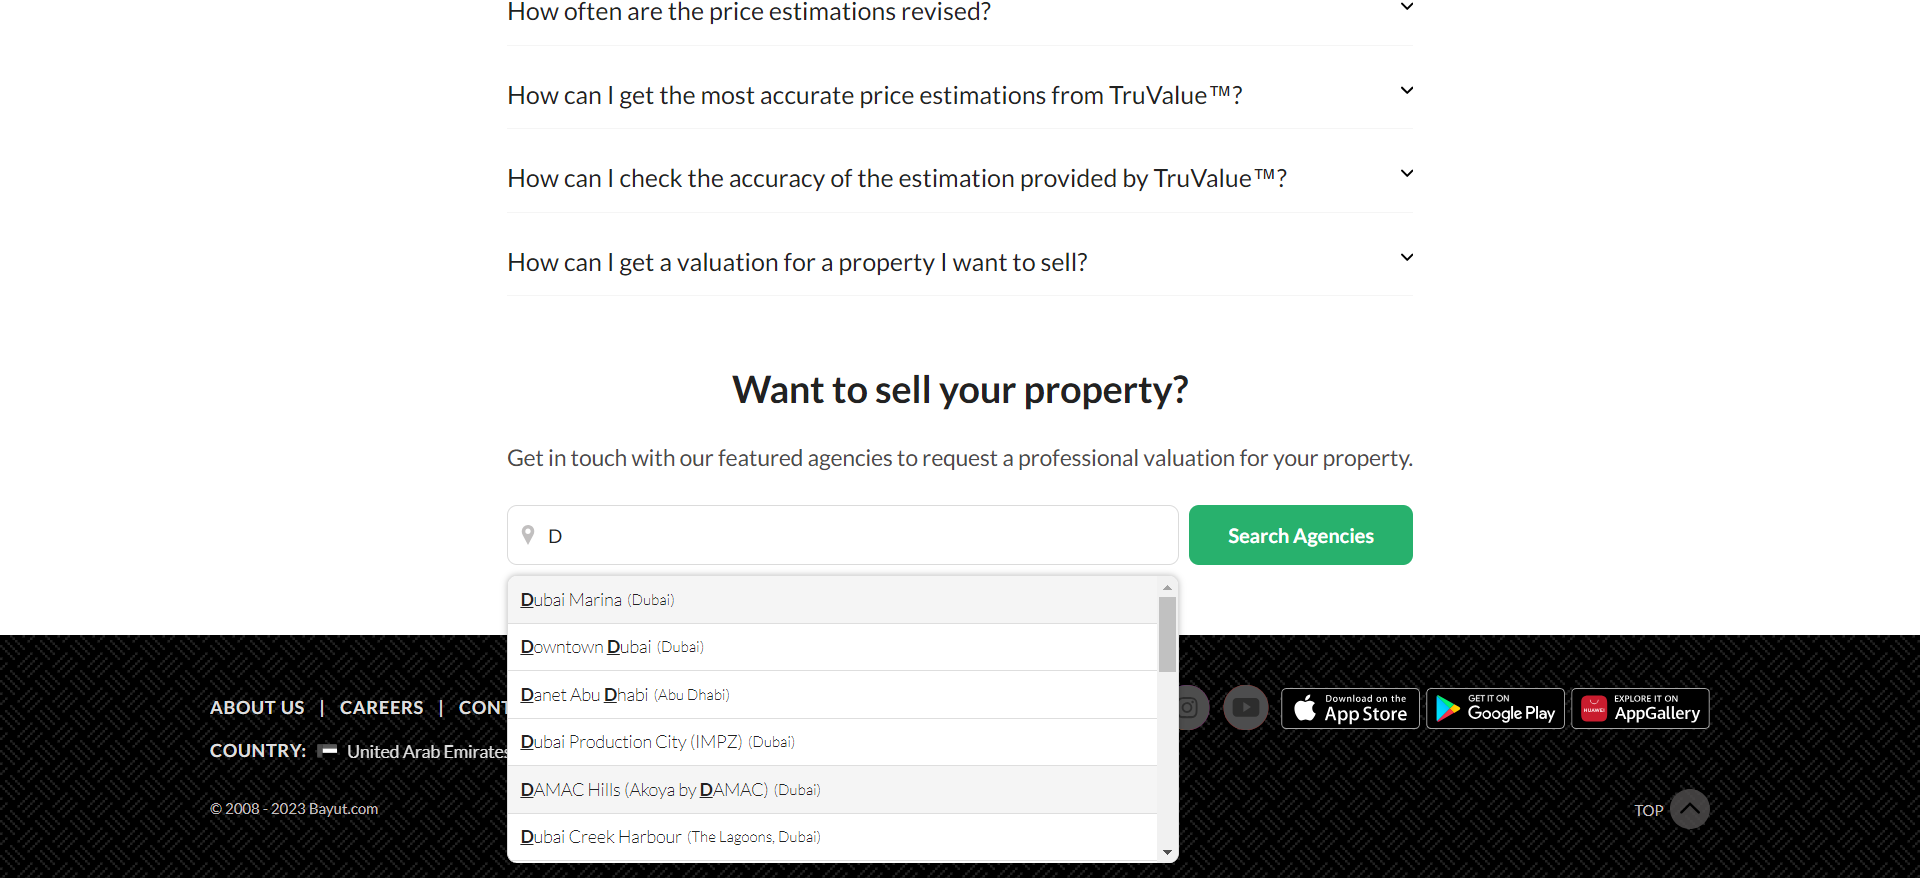 How often are the price estimations revised?
How can I get the most accurate price estimations from TruValue™?
How can I check the accuracy of the estimation provided by TruValue™?
How can I get a valuation for a property I want to sell?
Want to sell your property?
Get in touch with our featured agencies to request a professional valuation for your property.
D
Search Agencies
Dubai Marina (Dubai)
Downtown Dubai (Dubai)
Danet Abu Dhabi (Abu Dhabi)
Dubai Production City (IMPZ) (Dubai)
DAMAC Hills (Akoya by DAMAC) (Dubai)
Dubai Creek Harbour (The Lagoons, Dubai)
ABOUT US | CAREERS | CONT
Download on the
App Store
GET IT ON
Google Play
HUAWEI
EXPLORE IT ON
AppGallery
COUNTRY: United Arab Emirates
© 2008 - 2023 Bayut.com
TOP